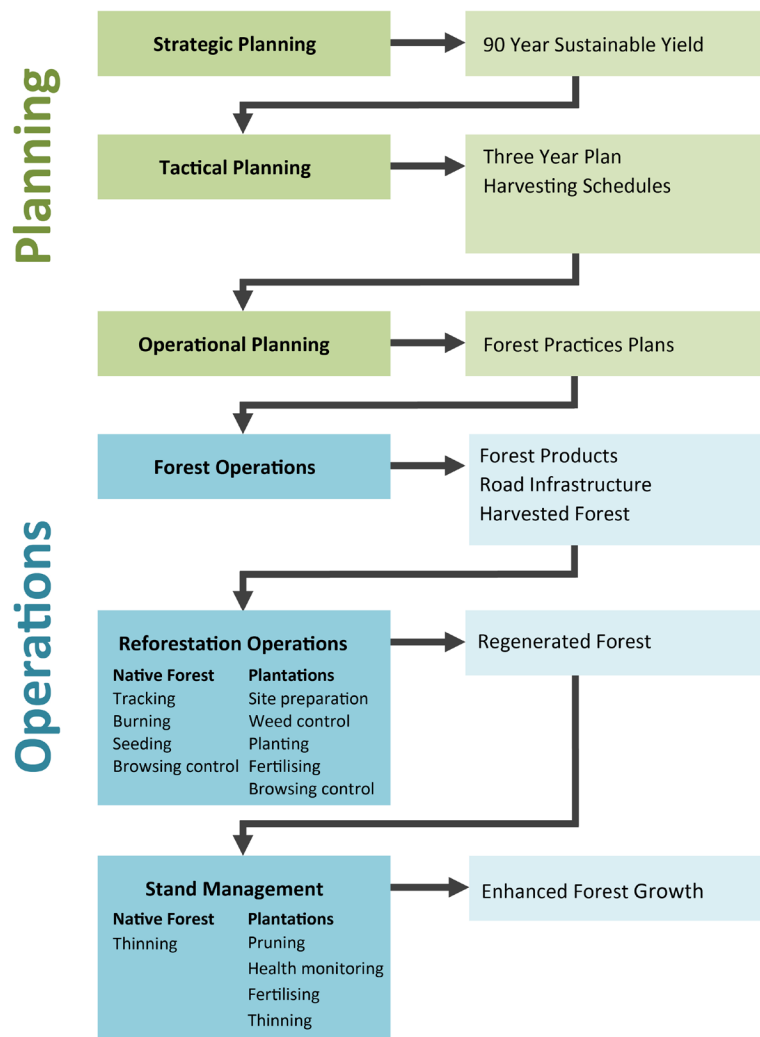 Planning
Strategic Planning
90 Year Sustainable Yield
Tactical Planning
Three Year Plan
Harvesting Schedules
Operational Planning
Forest Practices Plans
Operations
Forest Operations
Forest Products
Road Infrastructure
Harvested Forest
Reforestation Operations
Native Forest
Tracking
Burning
Seeding
Browsing control
Plantations
Site preparation
Weed control
Planting
Fertilising
Browsing control
Regenerated Forest
Stand Management
Native Forest
Thinning
Plantations
Pruning
Health monitoring
Fertilising
Thinning
Enhanced Forest Growth